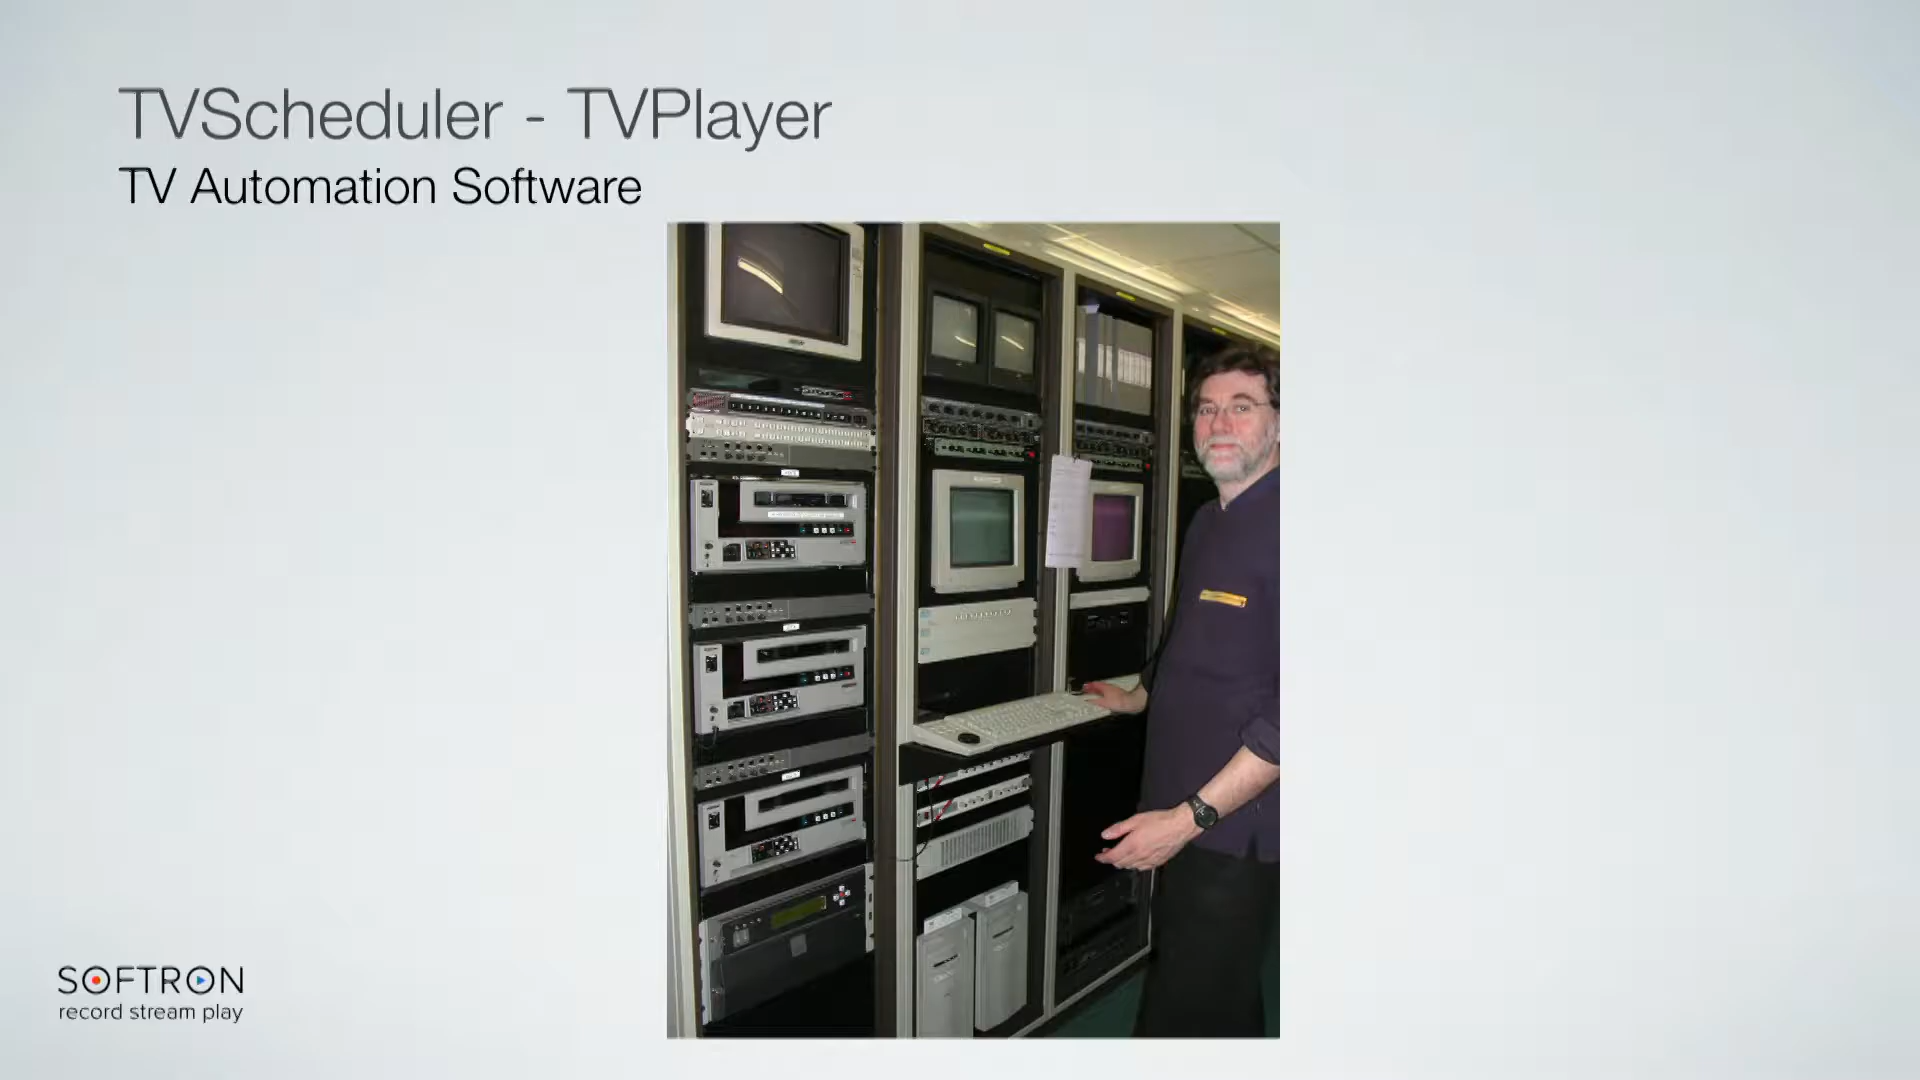 TVScheduler - TVPlayer
TV Automation Software
SOFTRON
record stream play